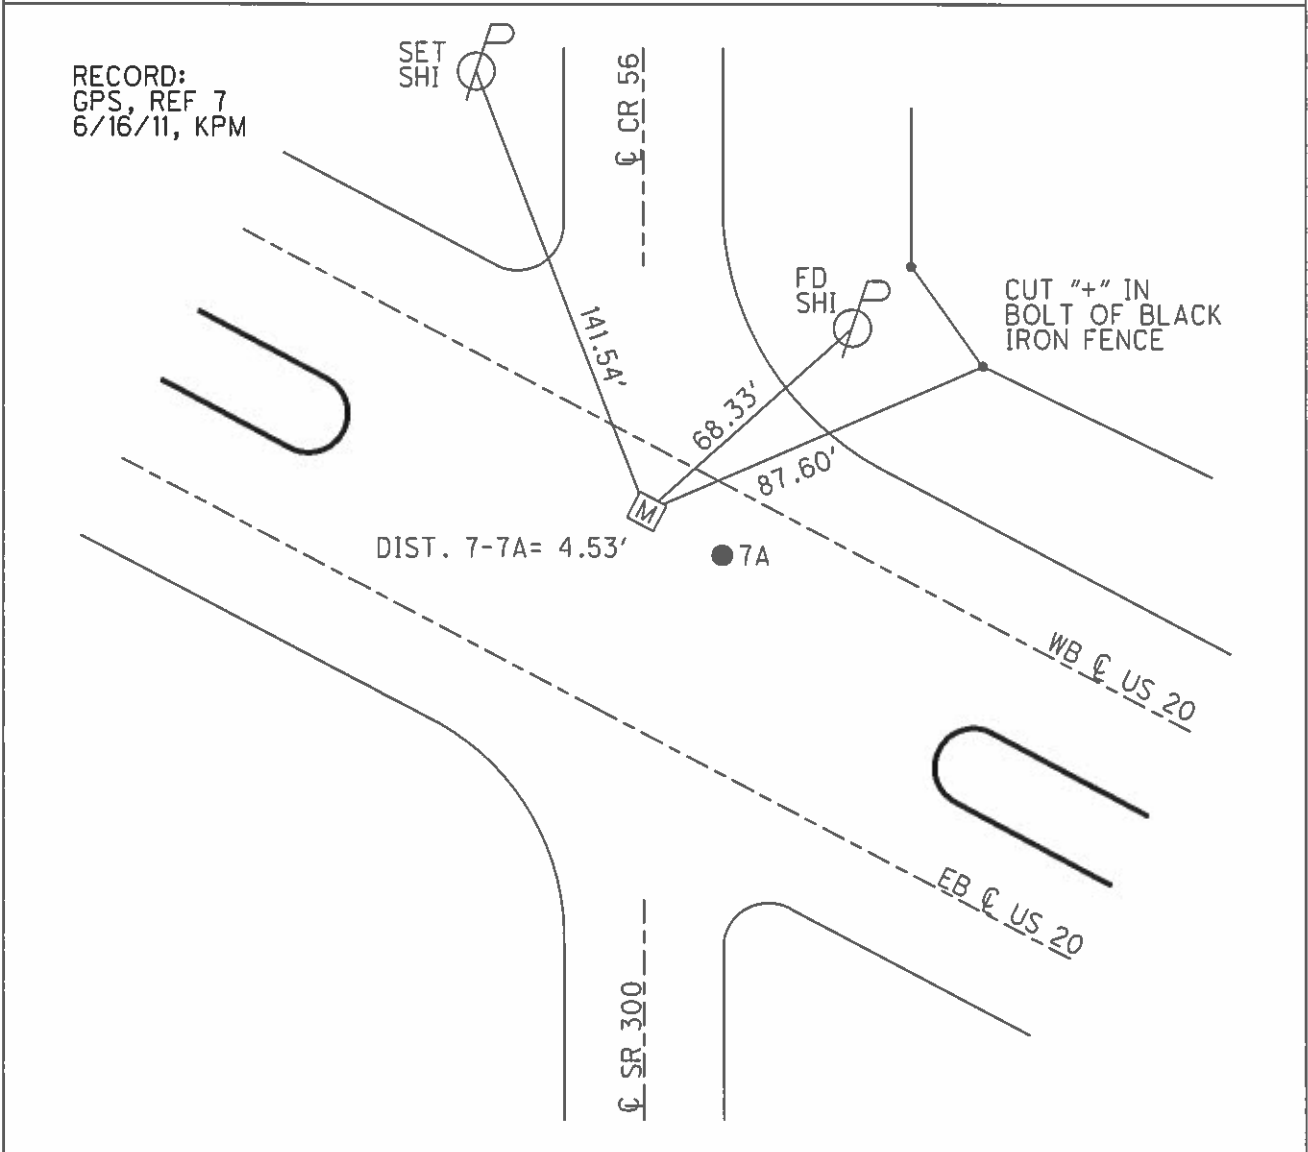 RECORD:
GPS, REF 7
6/16/11, KPM
SET
SHI
℄ CR 56
FD
SHI
CUT "+" IN
BOLT OF BLACK
IRON FENCE
141.54'
68.33'
87.60'
M
DIST. 7-7A= 4.53'
7A
WB ℄ US 20
EB ℄ US 20
℄ SR 300